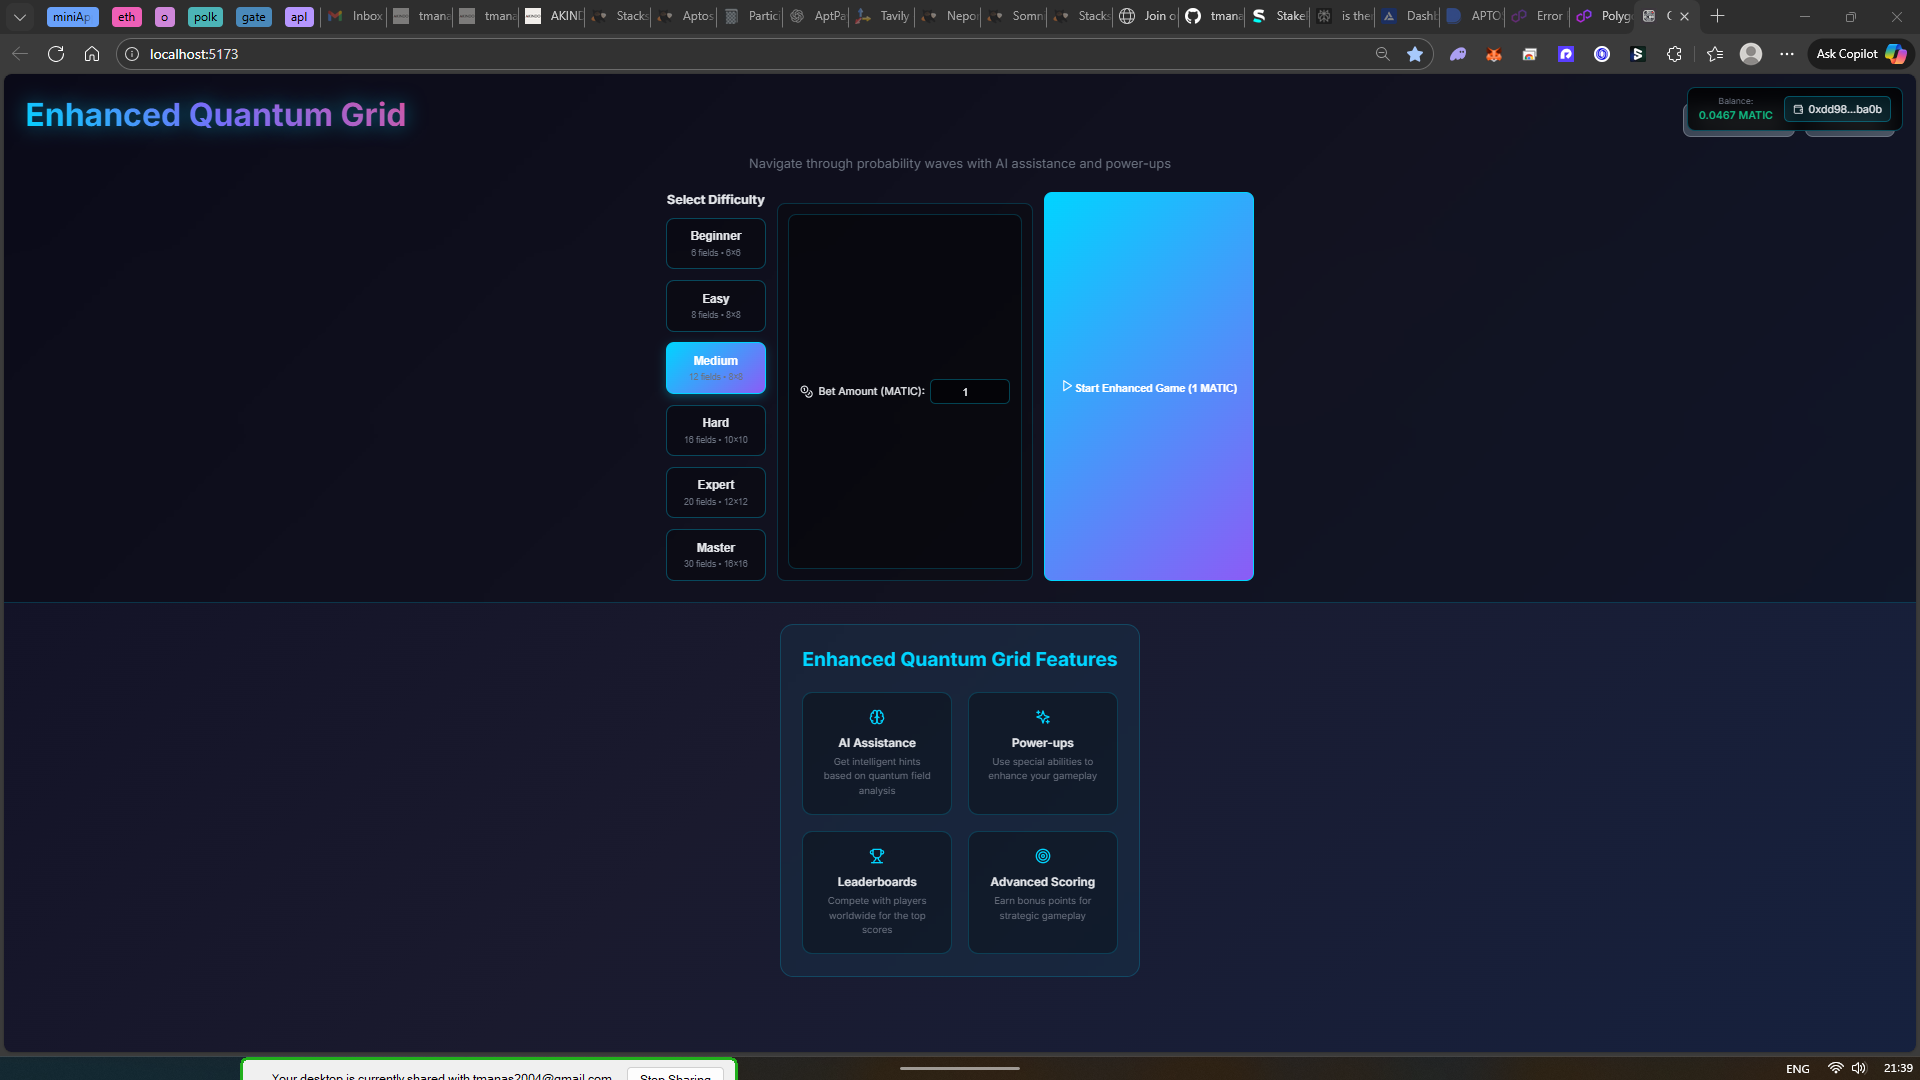 miniAp
eth
o
polk
gate
apl
Inbox
tmana
tmana
AKIND
Stacks
Aptos
Partici
AptPa
Tavily
Nepo
Somn
Stacks
Join o
tmana
Stakel
is the
Dashb
APTO
Error
Polyg
localhost:5173
Ask Copilot
Enhanced Quantum Grid
Balance:
0.0467 MATIC
0xdd98...ba0b
Navigate through probability waves with AI assistance and power-ups
Select Difficulty
Beginner
6 fields • 6×6
Easy
8 fields • 8×8
Medium
12 fields • 8×8
Hard
16 fields • 10×10
Expert
20 fields • 12×12
Master
30 fields • 16×16
Bet Amount (MATIC):
1
Start Enhanced Game (1 MATIC)
Enhanced Quantum Grid Features
AI Assistance
Get intelligent hints
based on quantum field
analysis
Power-ups
Use special abilities to
enhance your gameplay
Leaderboards
Compete with players
worldwide for the top
scores
Advanced Scoring
Earn bonus points for
strategic gameplay
Your desktop is currently shared with tmanas2004@gmail.com
Stop Sharing
ENG
21:39